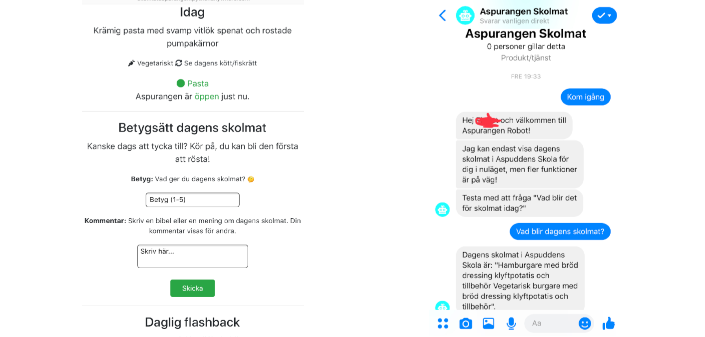 Idag
Krämig pasta med svamp vitlök spenat och rostade
pumpakärnor
Vegetariskt Se dagens kött/fiskrätt
Pasta
Aspurangen är öppen just nu.
Betygsätt dagens skolmat
Kanske dags att tycka till? Kör på, du kan bli den första
att rösta!
Betyg: Vad ger du dagens skolmat? 😋
Betyg (1-5)
Kommentar: Skriv en bibel eller en mening om dagens skolmat. Din
kommentar visas för andra.
Skriv här...
Skicka
Daglig flashback
Aspurangen Skolmat
Svarar vanligen direkt
Aspurangen Skolmat
0 personer gillar detta
Produkt/tjänst
FRE 19:33
Kom igång
Hej och välkommen till
Aspurangen Robot!
Jag kan endast visa dagens
skolmat i Aspuddens Skola för
dig i nuläget, men fler funktioner
är på väg!
Testa med att fråga "Vad blir det
för skolmat idag?"
Vad blir dagens skolmat?
Dagens skolmat i Aspuddens
Skola är: "Hamburgare med bröd
dressing klyftpotatis och
tillbehör Vegetarisk burgare med
bröd dressing klyftpotatis och
tillbehör".
Aa